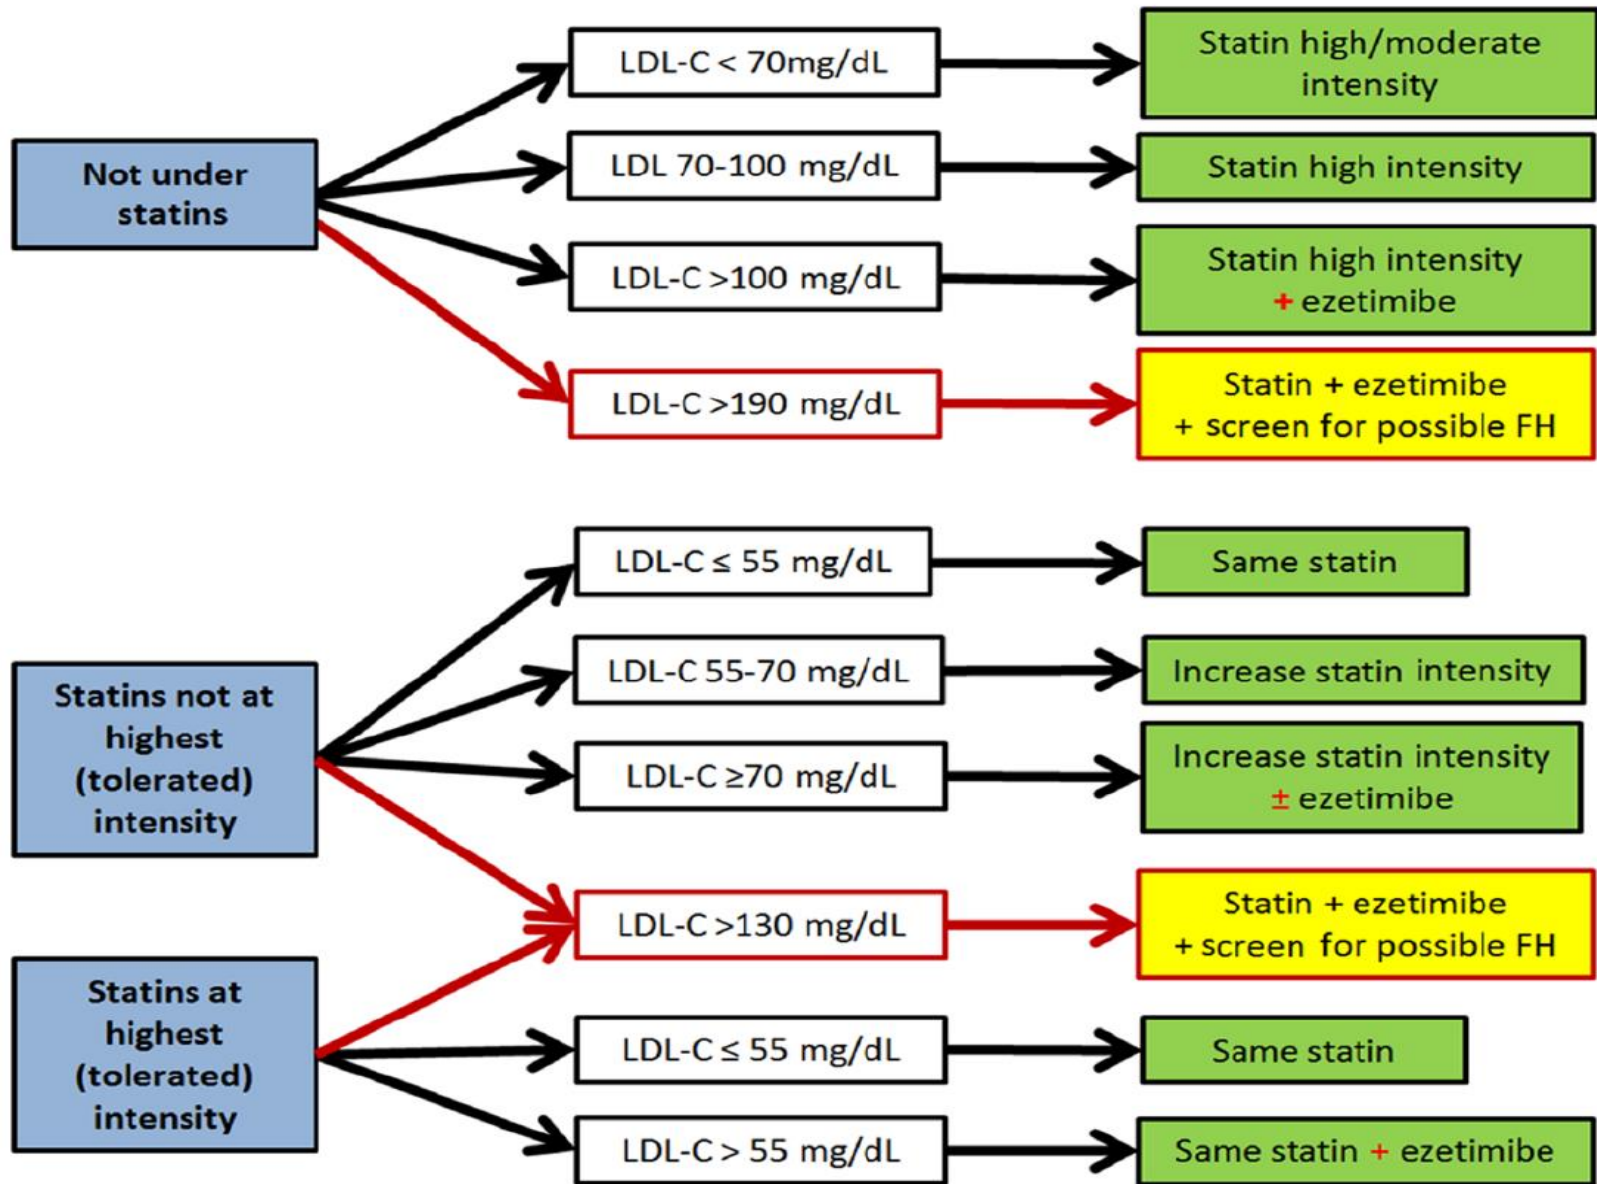 Not under
statins
LDL-C < 70mg/dL
Statin high/moderate
intensity
LDL 70-100 mg/dL
Statin high intensity
LDL-C >100 mg/dL
Statin high intensity
+ ezetimibe
LDL-C >190 mg/dL
Statin + ezetimibe
+ screen for possible FH
Statins not at
highest
(tolerated)
intensity
LDL-C ≤ 55 mg/dL
Same statin
LDL-C 55-70 mg/dL
Increase statin intensity
LDL-C ≥70 mg/dL
Increase statin intensity
± ezetimibe
LDL-C >130 mg/dL
Statin + ezetimibe
+ screen for possible FH
Statins at
highest
(tolerated)
intensity
LDL-C ≤ 55 mg/dL
Same statin
LDL-C > 55 mg/dL
Same statin + ezetimibe